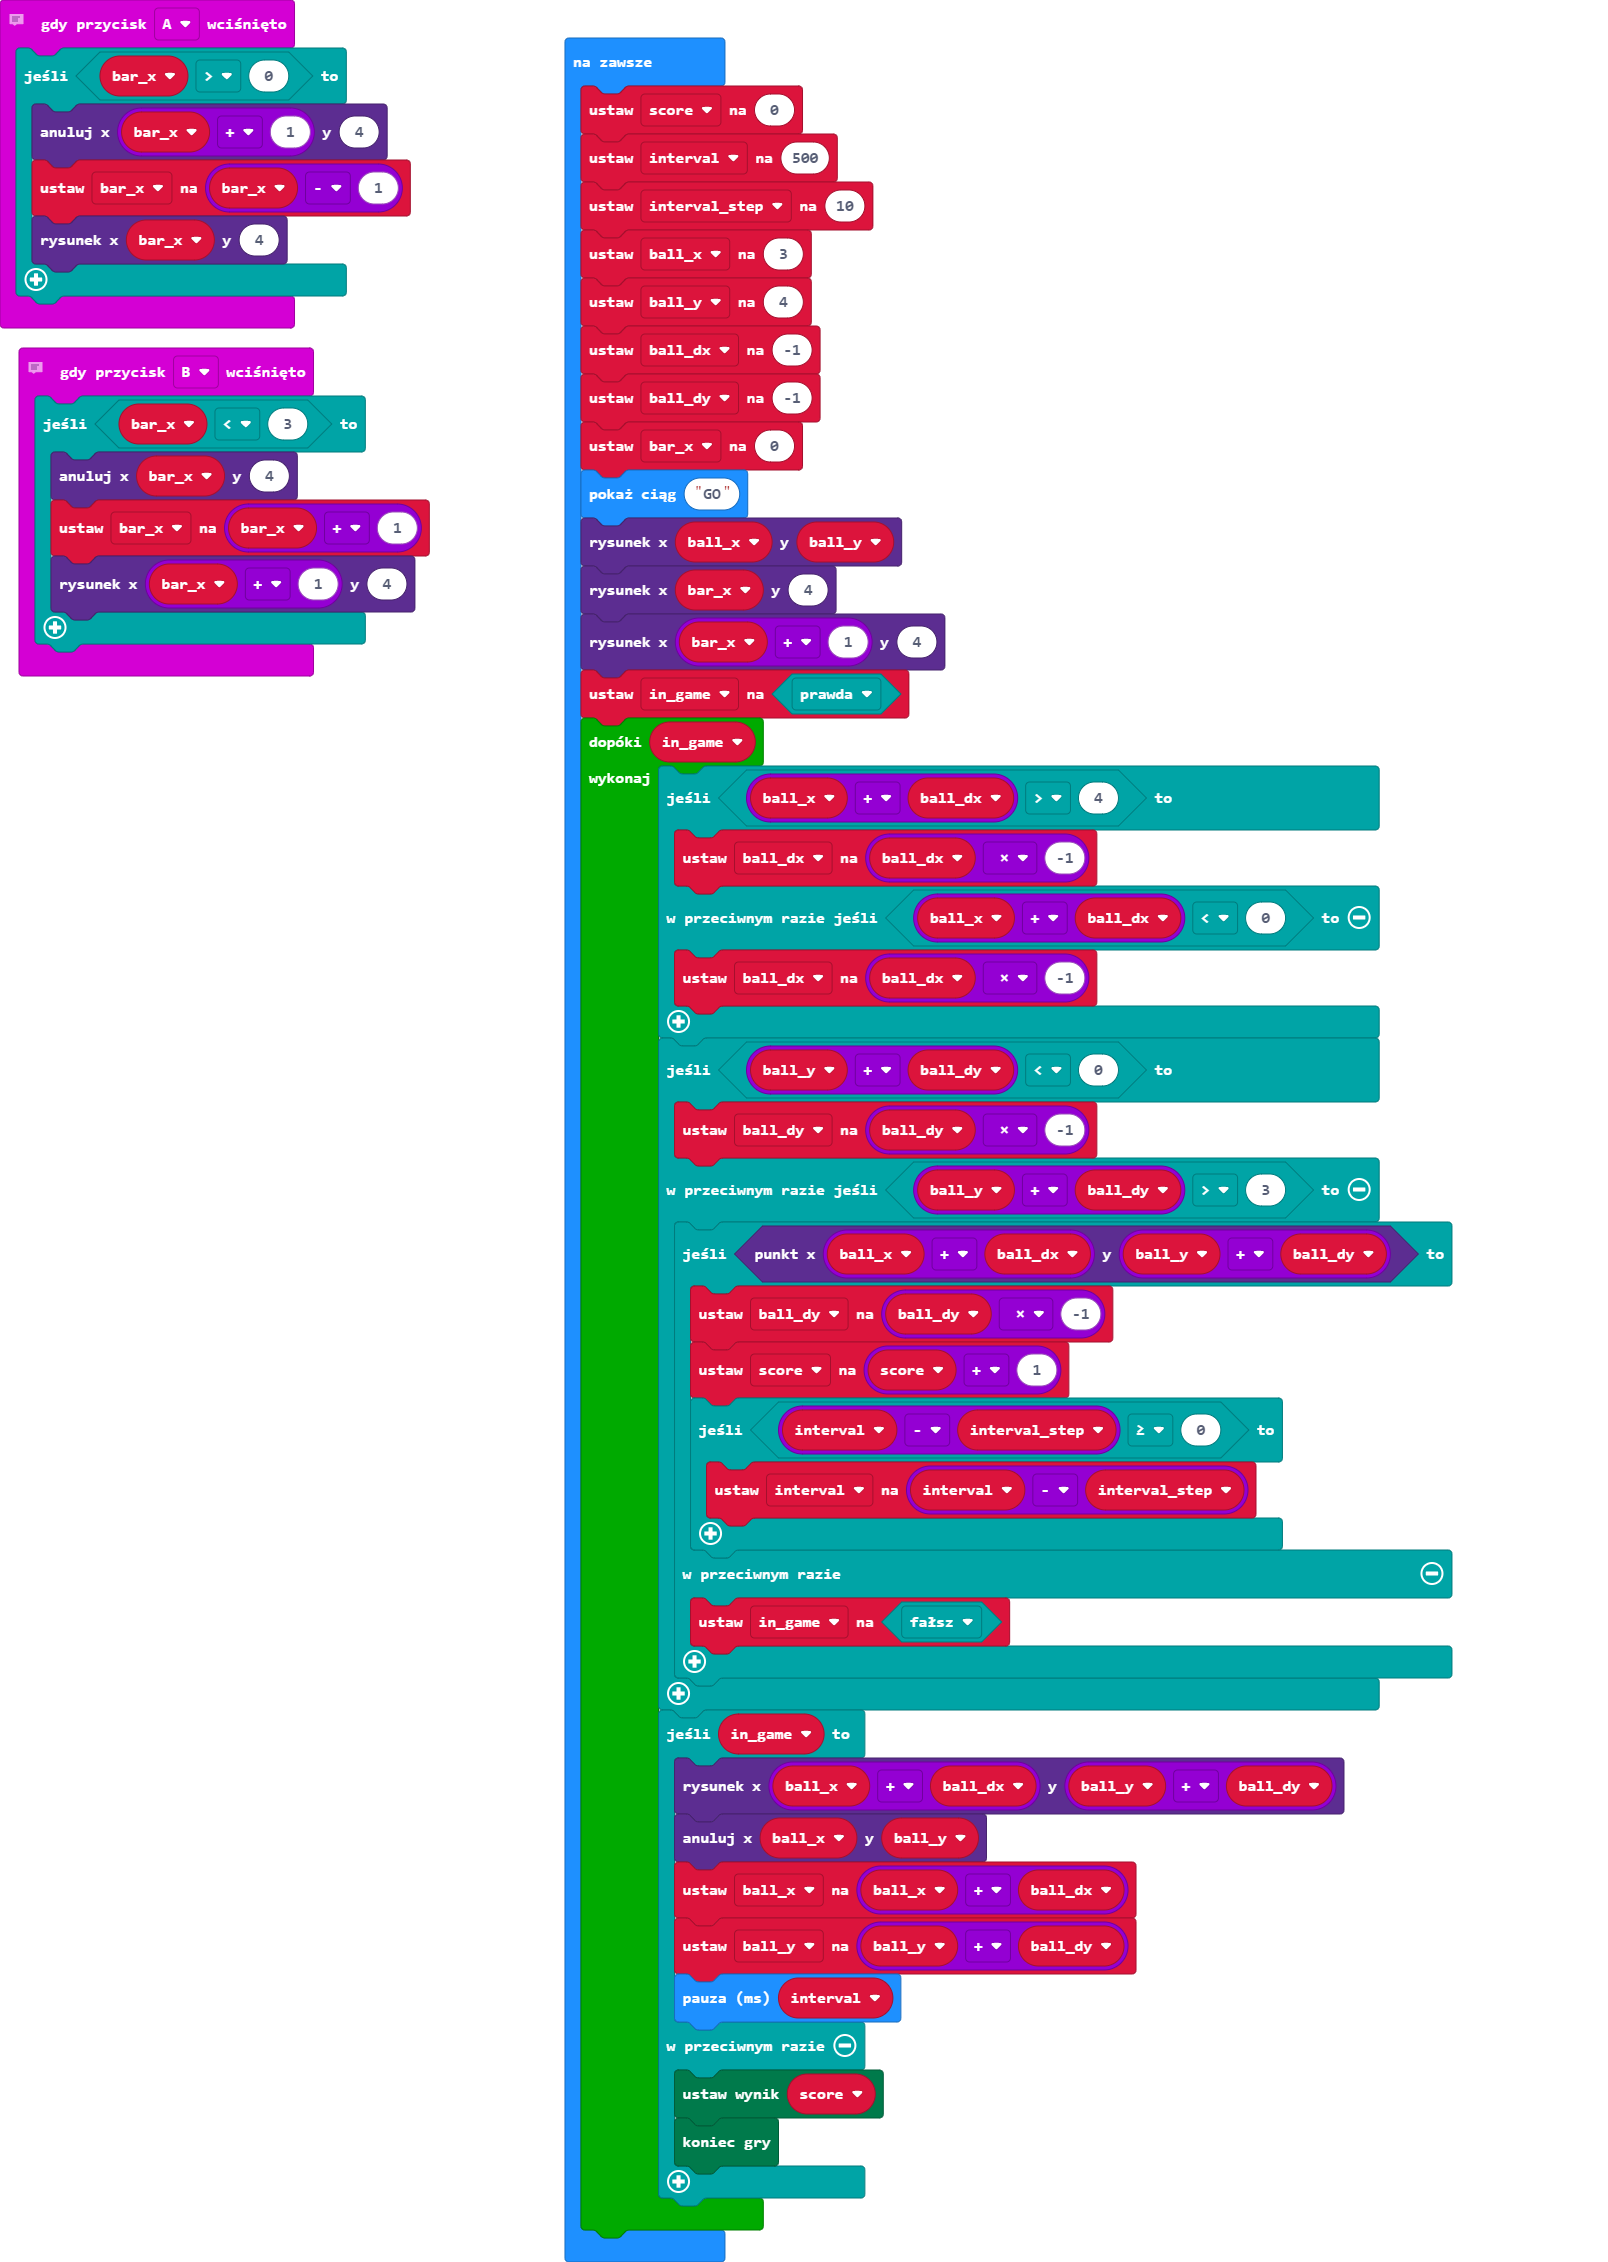 gdy przycisk A wciśnięto
jeśli bar_x > 0 to
anuluj x bar_x + 1 y 4
ustaw bar_x na bar_x - 1
rysunek x bar_x y 4
gdy przycisk B wciśnięto
jeśli bar_x < 3 to
anuluj x bar_x y 4
ustaw bar_x na bar_x + 1
rysunek x bar_x + 1 y 4
na zawsze
ustaw score na 0
ustaw interval na 500
ustaw interval_step na 10
ustaw ball_x na 3
ustaw ball_y na 4
ustaw ball_dx na -1
ustaw ball_dy na -1
ustaw bar_x na 0
pokaż ciąg "GO"
rysunek x ball_x y ball_y
rysunek x bar_x y 4
rysunek x bar_x + 1 y 4
ustaw in_game na prawda
dopóki in_game
wykonaj
jeśli ball_x + ball_dx > 4 to
ustaw ball_dx na ball_dx × -1
w przeciwnym razie jeśli ball_x + ball_dx < 0 to
ustaw ball_dx na ball_dx × -1
jeśli ball_y + ball_dy < 0 to
ustaw ball_dy na ball_dy × -1
w przeciwnym razie jeśli ball_y + ball_dy > 3 to
jeśli punkt x ball_x + ball_dx y ball_y + ball_dy to
ustaw ball_dy na ball_dy × -1
ustaw score na score + 1
jeśli interval - interval_step ≥ 0 to
ustaw interval na interval - interval_step
w przeciwnym razie
ustaw in_game na fałsz
jeśli in_game to
rysunek x ball_x + ball_dx y ball_y + ball_dy
anuluj x ball_x y ball_y
ustaw ball_x na ball_x + ball_dx
ustaw ball_y na ball_y + ball_dy
pauza (ms) interval
w przeciwnym razie
ustaw wynik score
koniec gry